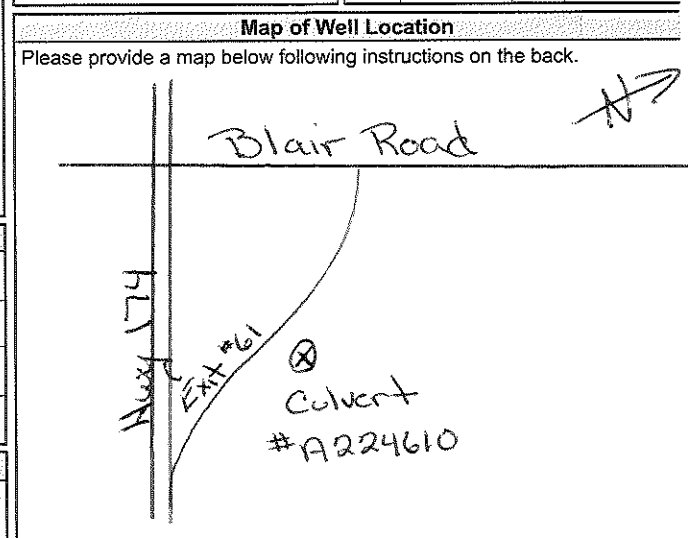 Map of Well Location
Please provide a map below following instructions on the back.
N
Blair Road
Hwy 174
Exit #61
Culvert
#A224610